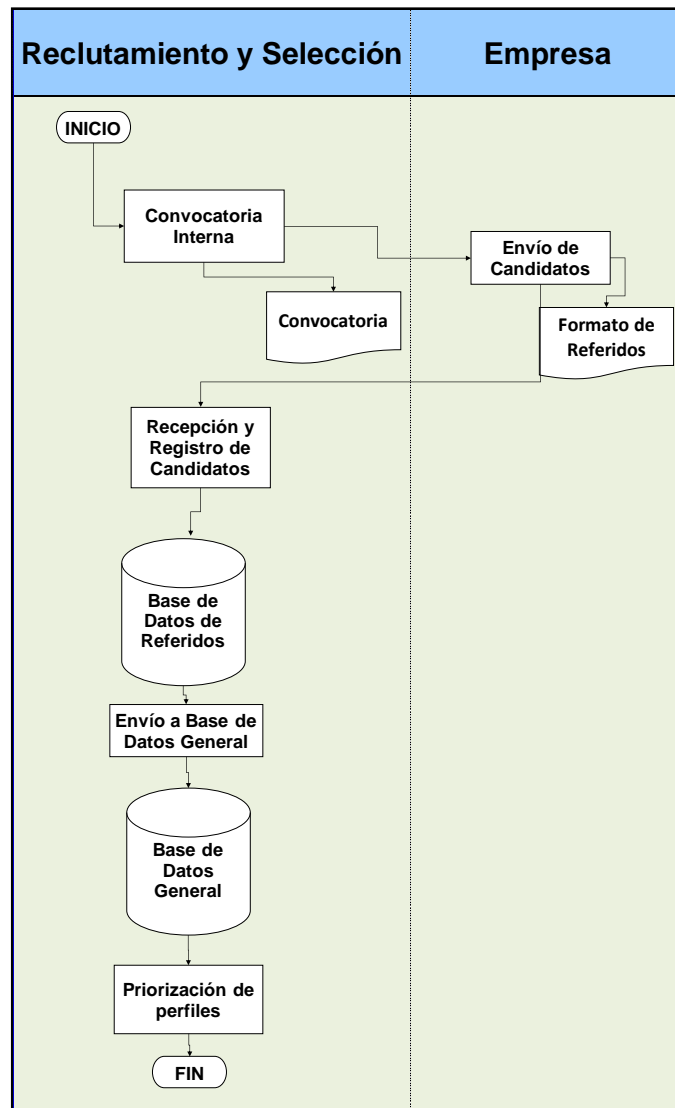 Reclutamiento y Selección
Empresa
INICIO
Convocatoria
Interna
Envío de
Candidatos
Convocatoria
Formato de
Referidos
Recepción y
Registro de
Candidatos
Base de
Datos de
Referidos
Envío a Base de
Datos General
Base de
Datos
General
Priorización de
perfiles
FIN